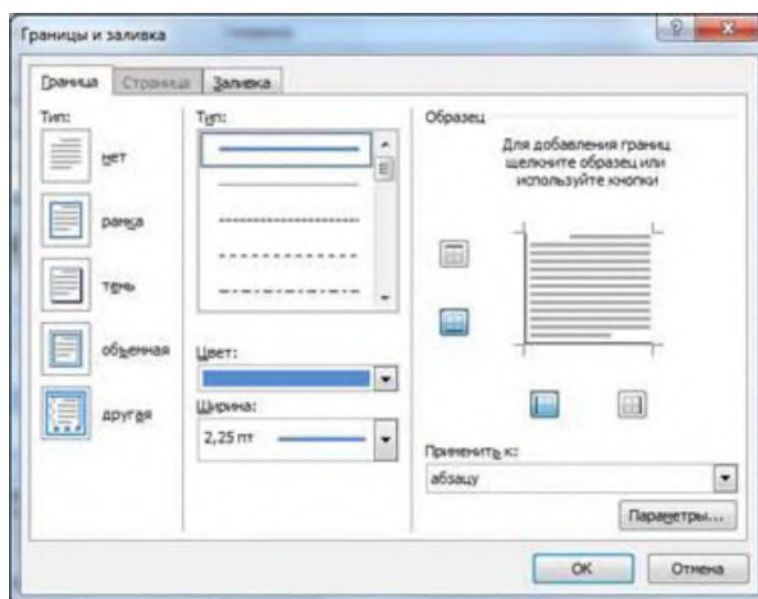 Границы и заливка
Граница Страница Заливка
Тип:
нет
рамка
тень
объемная
другая
Тип:
Цвет:
Ширина:
2,25 пт
Образец
Для добавления границ
щелкните образец или
используйте кнопки
Применить к:
абзацу
Параметры...
ОК Отмена